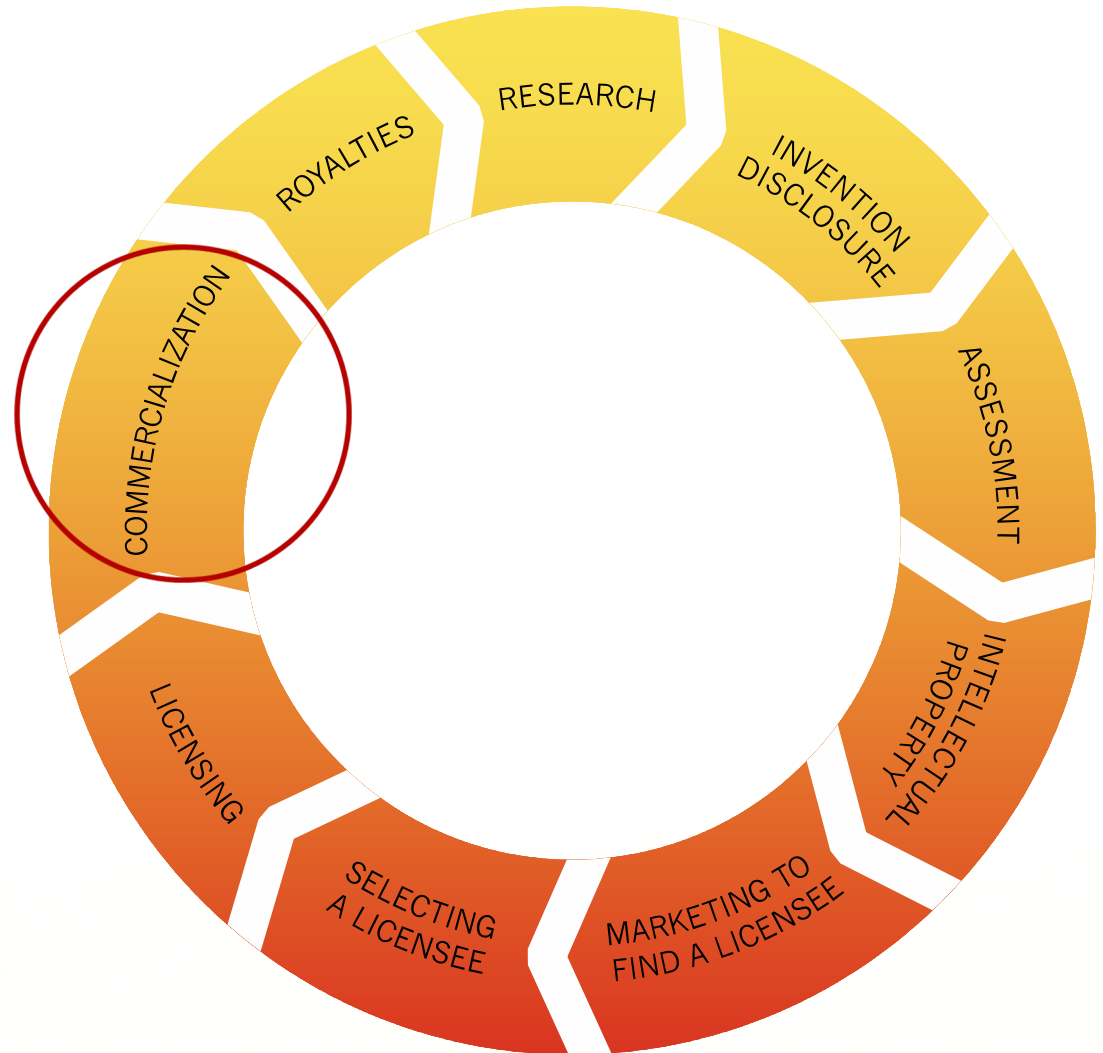 RESEARCH
INVENTION
DISCLOSURE
ASSESSMENT
INTELLECTUAL
PROPERTY
MARKETING TO
FIND A LICENSEE
SELECTING
A LICENSEE
LICENSING
COMMERCIALIZATION
ROYALTIES